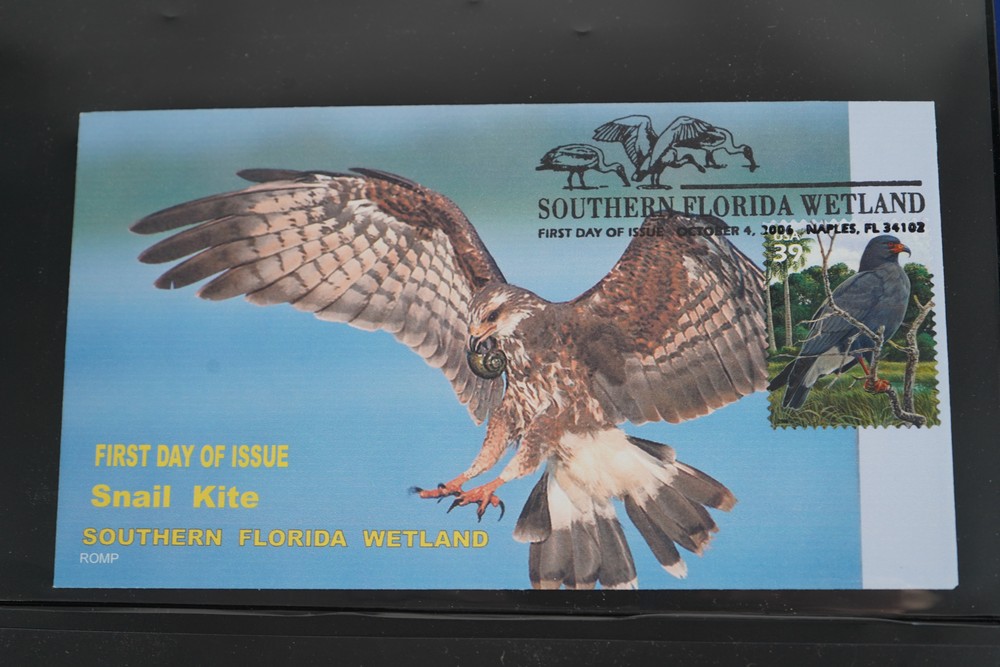 SOUTHERN FLORIDA WETLAND
FIRST DAY OF ISSUE OCTOBER 4, 2006 NAPLES, FL 34102
USA
39
FIRST DAY OF ISSUE
Snail Kite
SOUTHERN FLORIDA WETLAND
ROMP